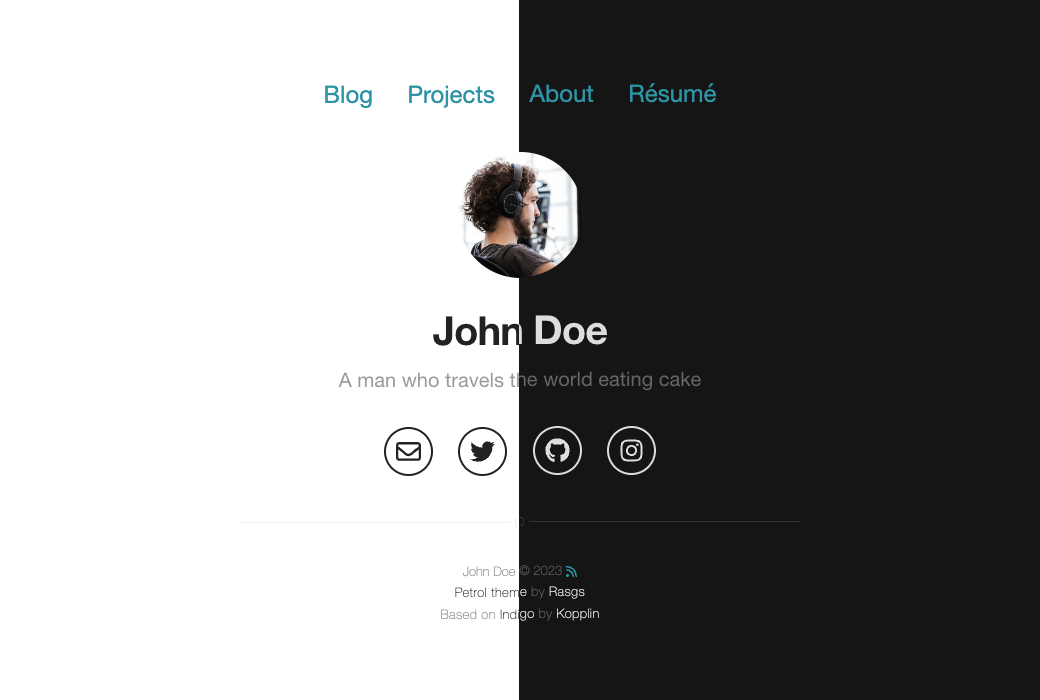 Blog Projects About Résumé
John Doe
A man who travels the world eating cake
John Doe © 2023
Petrol theme by Rasgs
Based on Indigo by Kopplin